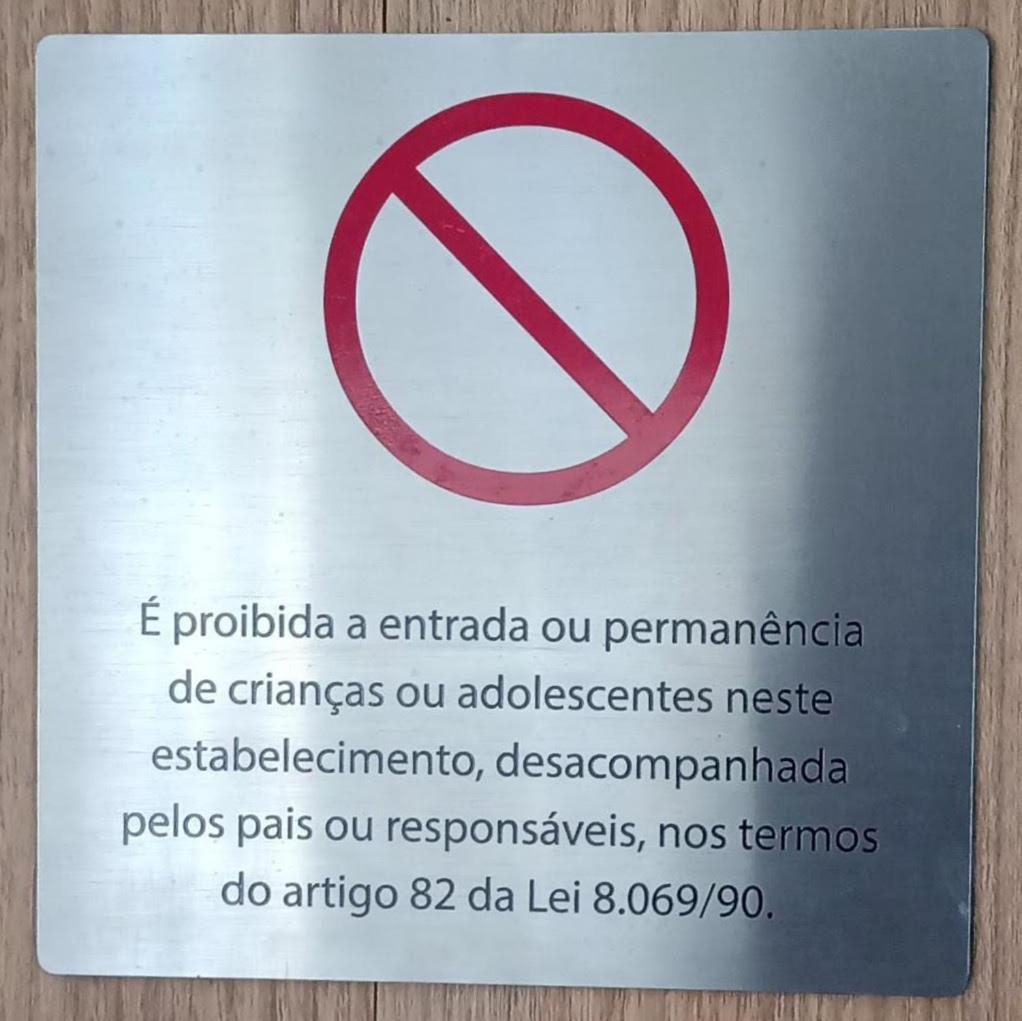 É proibida a entrada ou permanência
de crianças ou adolescentes neste
estabelecimento, desacompanhada
pelos pais ou responsáveis, nos termos
do artigo 82 da Lei 8.069/90.